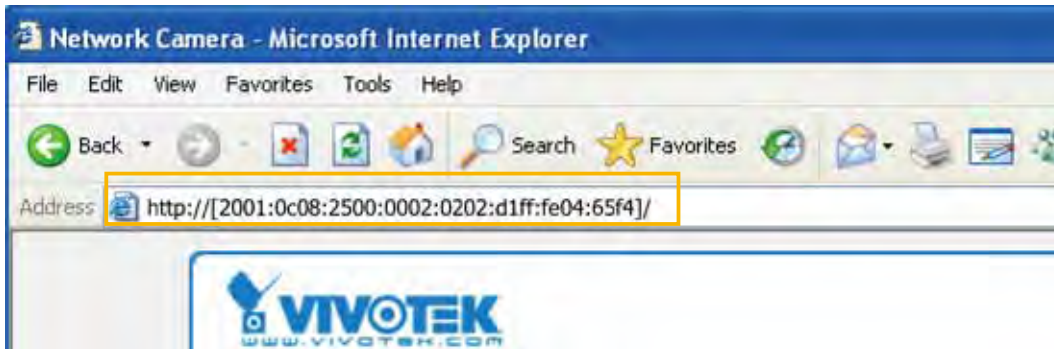 Network Camera - Microsoft Internet Explorer
File Edit View Favorites Tools Help
Back Search Favorites
Address http://[2001:0c08:2500:0002:0202:d1ff:fe04:65f4]/
VIVOTEK
www.vivotek.com